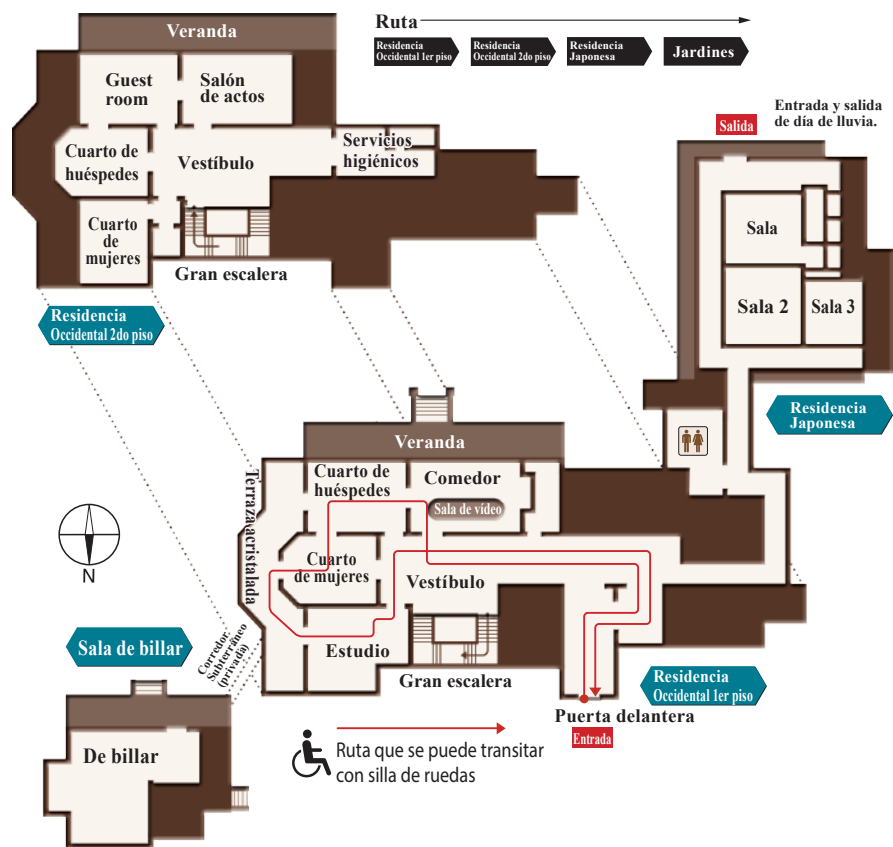 Ruta
Residencia
Occidental 1er piso
Residencia
Occidental 2do piso
Residencia
Japonesa
Jardines
Veranda
Guest
room
Salón
de actos
Cuarto de
huéspedes
Vestíbulo
Servicios
higiénicos
Cuarto
de
mujeres
Gran escalera
Residencia
Occidental 2do piso
Salida
Entrada y salida
de día de lluvia.
Sala
Sala 2
Sala 3
Residencia
Japonesa
Veranda
Terraza acristalada
Cuarto de
huéspedes
Comedor
Sala de vídeo
Cuarto
de mujeres
Vestíbulo
Estudio
Gran escalera
N
Sala de billar
Corredor
Subterráneo
(privada)
De billar
Residencia
Occidental 1er piso
Puerta delantera
Entrada
Ruta que se puede transitar
con silla de ruedas